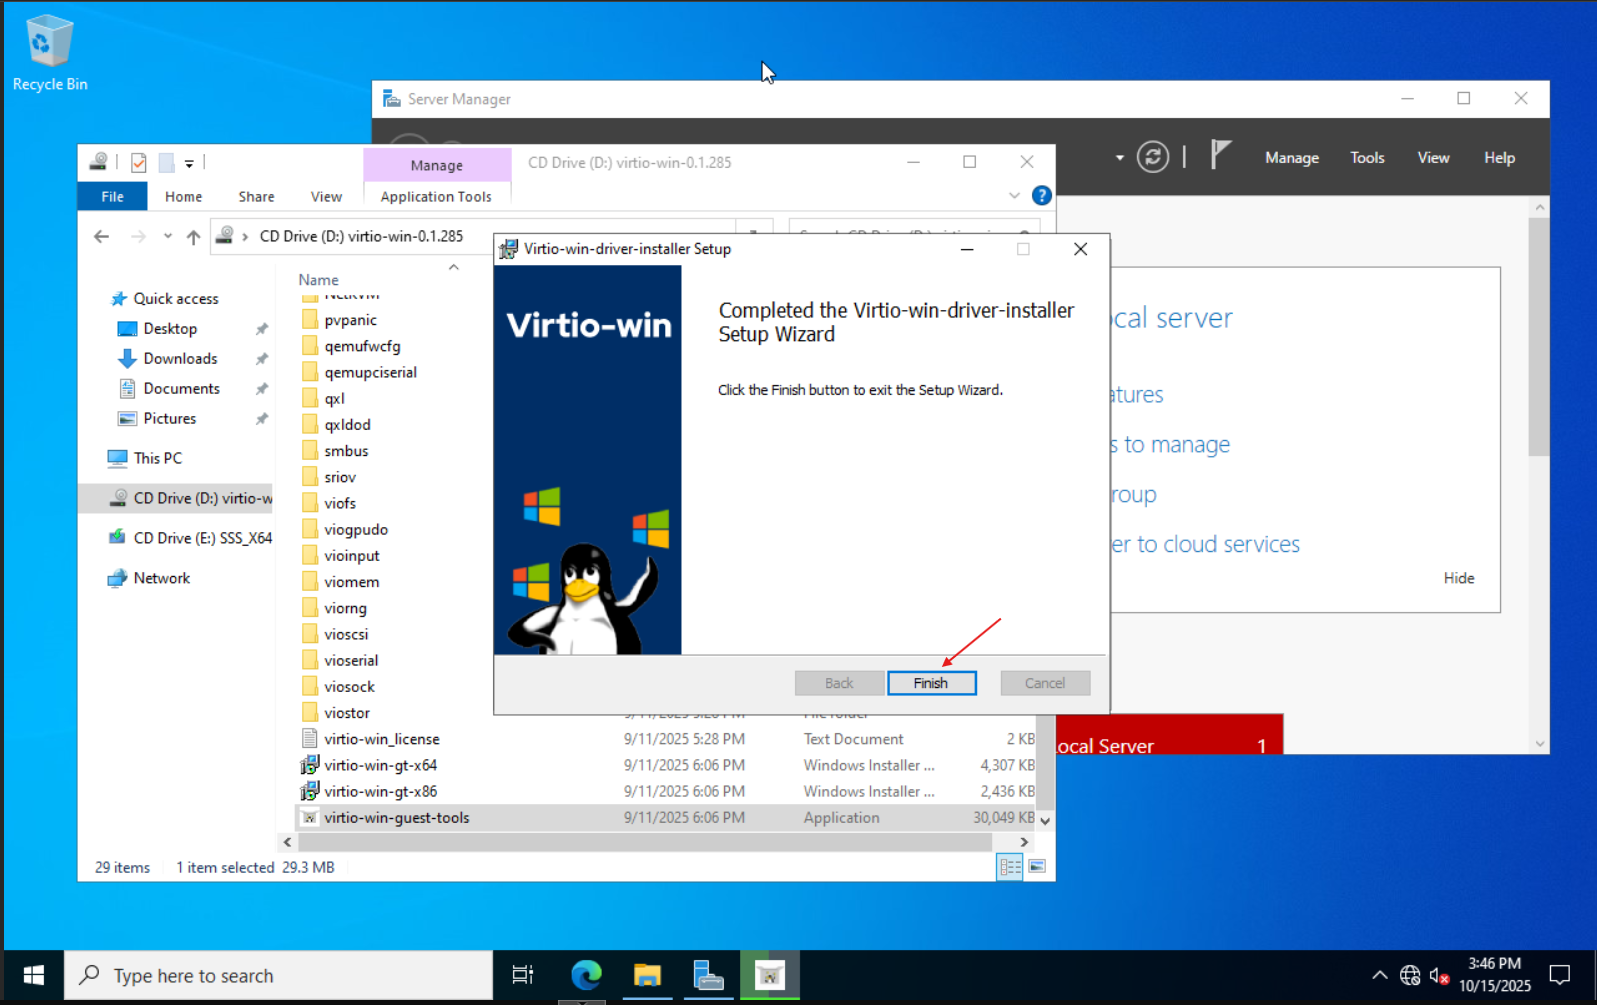 Recycle Bin
Server Manager
Manage
Tools
View
Help
Manage
CD Drive (D:) virtio-win-0.1.285
File
Home
Share
View
Application Tools
CD Drive (D:) virtio-win-0.1.285
Virtio-win-driver-installer Setup
Name
Quick access
Desktop
Downloads
Documents
Pictures
This PC
CD Drive (D:) virtio-w
CD Drive (E:) SSS_X64
Network
pvpanic
qemufwcfg
qemupciserial
qxl
qxldod
smbus
sriov
viofs
viogpudo
vioinput
viomem
viorng
vioscsi
vioserial
viosock
viostor
virtio-win_license 9/11/2025 5:28 PM Text Document 2 KB
virtio-win-gt-x64 9/11/2025 6:06 PM Windows Installer ... 4,307 KB
virtio-win-gt-x86 9/11/2025 6:06 PM Windows Installer ... 2,436 KB
virtio-win-guest-tools 9/11/2025 6:06 PM Application 30,049 KB
29 items 1 item selected 29.3 MB
Virtio-win
Completed the Virtio-win-driver-installer
Setup Wizard
Click the Finish button to exit the Setup Wizard.
Back
Finish
Cancel
cal server
atures
s to manage
roup
er to cloud services
Hide
ocal Server 1
Type here to search
3:46 PM
10/15/2025